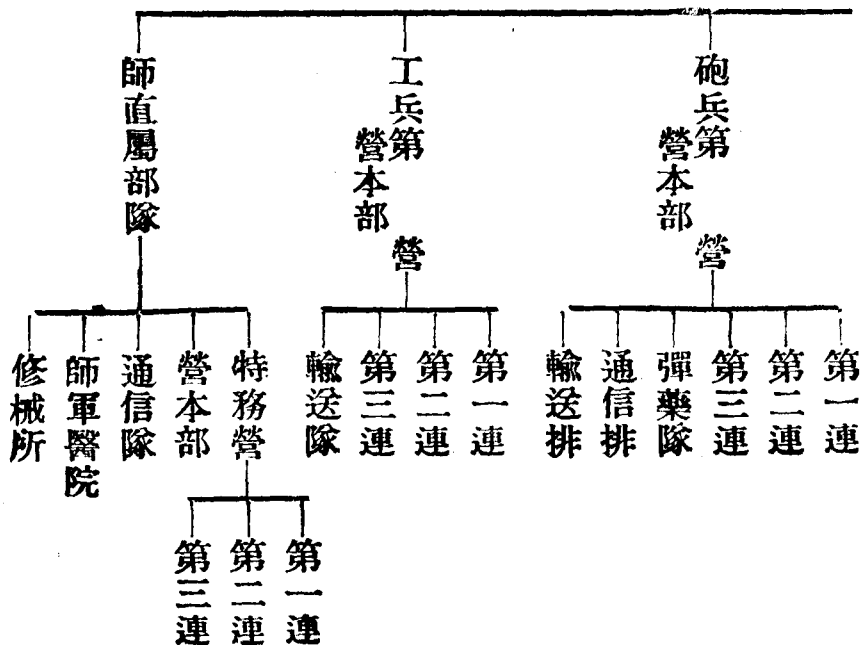 砲兵第　營
營本部
第一連
第二連
第三連
彈藥隊
通信排
輸送排
工兵第　營
營本部
第一連
第二連
第三連
輸送隊
師直屬部隊
特務營
第一連
第二連
第三連
營本部
通信隊
師軍醫院
修械所